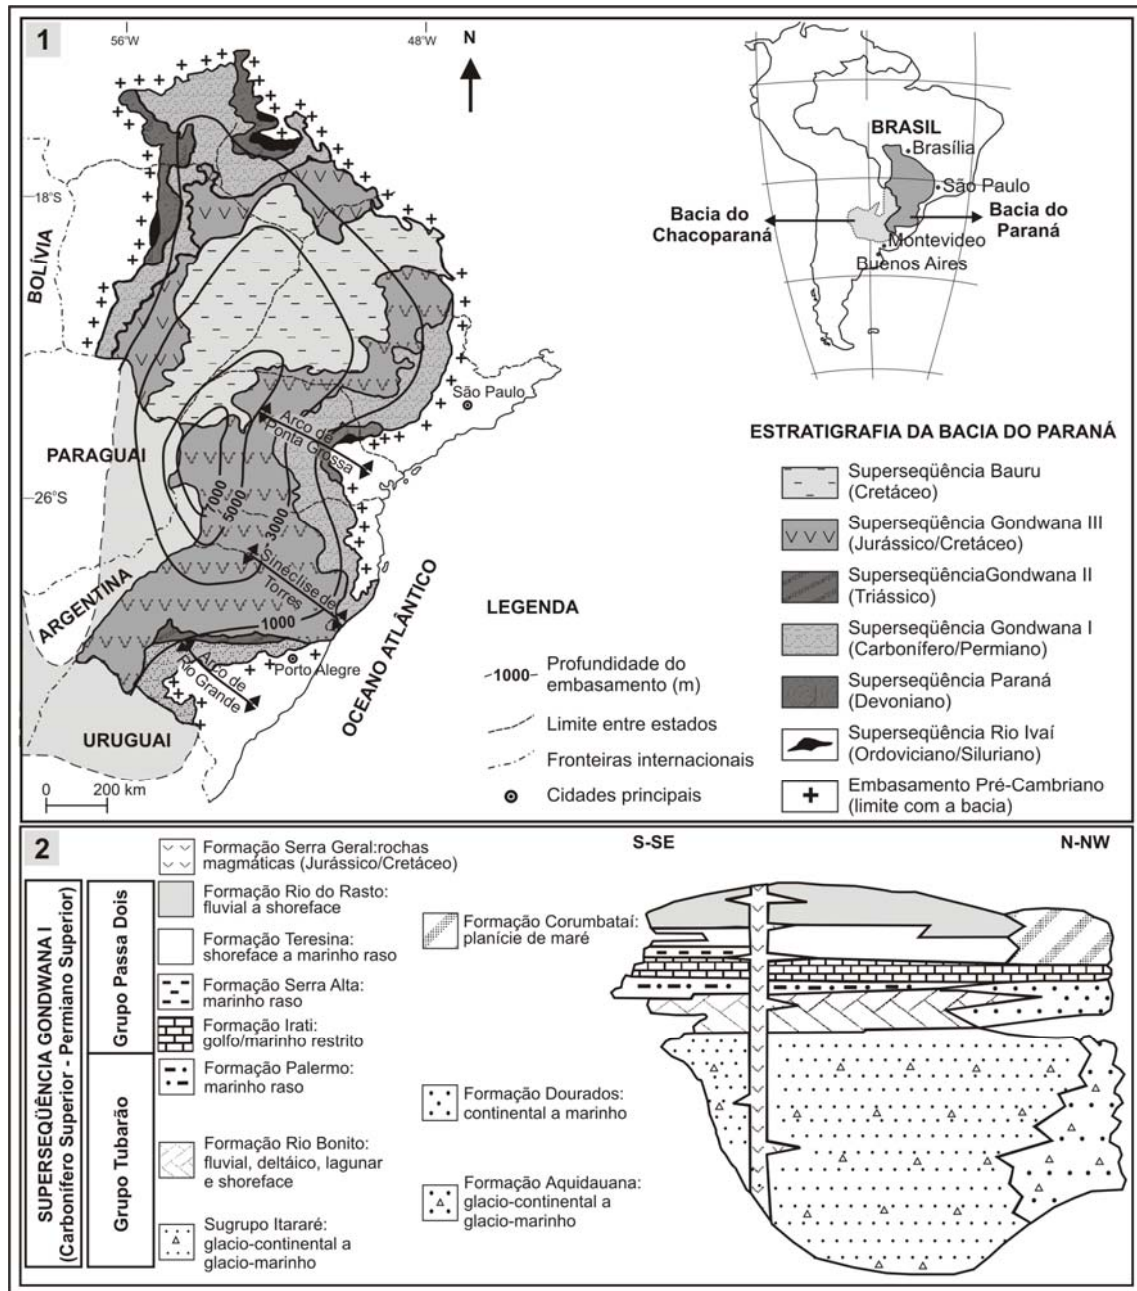 1
56°W
48°W
N
18°S
BOLÍVIA
São Paulo
Arco de
Ponta Grossa
PARAGUAI
26°S
7000
5000
3000
Sinéclise de
Torres
ARGENTÍNA
1000
Porto Alegre
Arco de
Rio Grande
OCEANO ATLÂNTICO
URUGUAI
0 200 km
LEGENDA
1000 Profundidade do
embasamento (m)
Limite entre estados
Fronteiras internacionais
Cidades principais
BRASIL
Brasília
São Paulo
Bacia do
Chacoparaná
Bacia do
Paraná
Montevideo
Buenos Aires
ESTRATIGRAFIA DA BACIA DO PARANÁ
Superseqüência Bauru
(Cretáceo)
Superseqüência Gondwana III
(Jurássico/Cretáceo)
SuperseqüênciaGondwana II
(Triássico)
Superseqüência Gondwana I
(Carbonífero/Permiano)
Superseqüência Paraná
(Devoniano)
Superseqüência Rio Ivaí
(Ordoviciano/Siluriano)
Embasamento Pré-Cambriano
(limite com a bacia)
2
SUPERSEQÜÊNCIA GONDWANA I
(Carbonífero Superior - Permiano Superior)
Grupo Passa Dois
Grupo Tubarão
Formação Serra Geral:rochas
magmáticas (Jurássico/Cretáceo)
Formação Rio do Rasto:
fluvial a shoreface
Formação Teresina:
shoreface a marinho raso
Formação Serra Alta:
marinho raso
Formação Irati:
golfo/marinho restrito
Formação Palermo:
marinho raso
Formação Rio Bonito:
fluvial, deltáico, lagunar
e shoreface
Sugrupo Itararé:
glacio-continental a
glacio-marinho
Formação Corumbataí:
planície de maré
Formação Dourados:
continental a marinho
Formação Aquidauana:
glacio-continental a
glacio-marinho
S-SE
N-NW